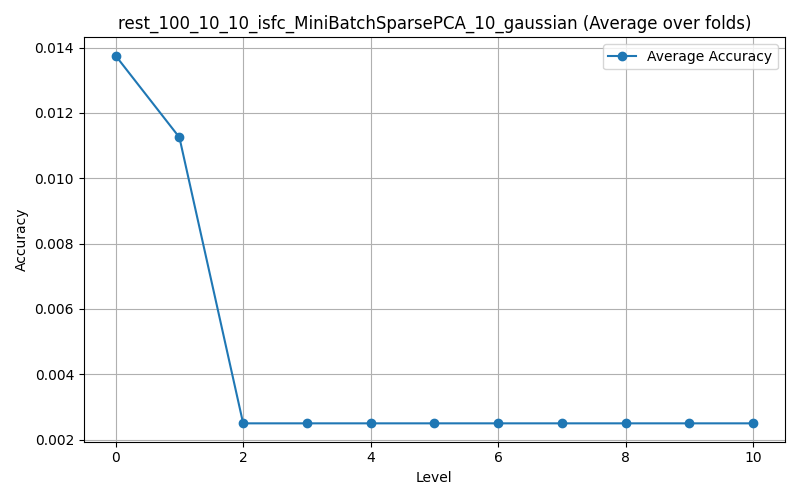 rest_100_10_10_isfc_MiniBatchSparsePCA_10_gaussian (Average over folds)
Average Accuracy
0.014
0.012
0.010
0.008
0.006
0.004
0.002
Accuracy
0 2 4 6 8 10
Level